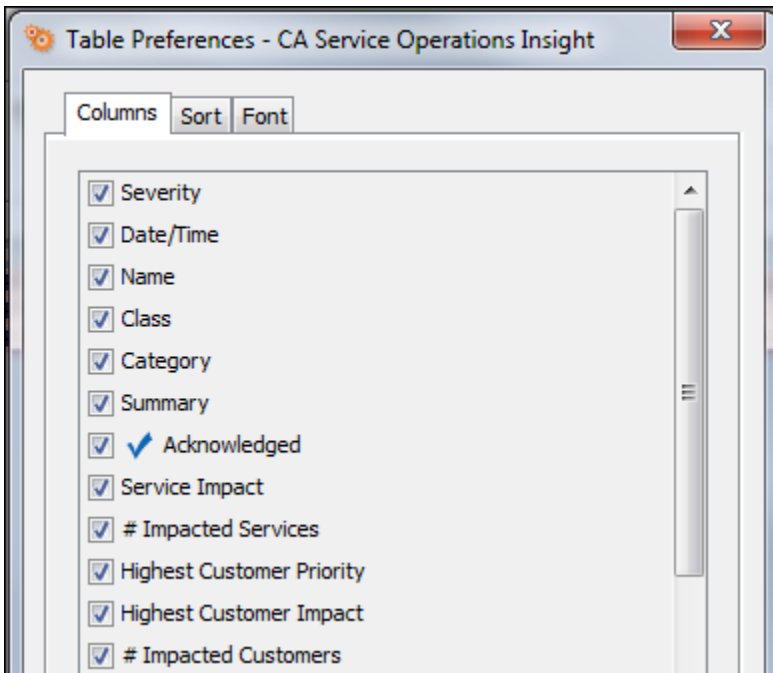 Table Preferences - CA Service Operations Insight
Columns Sort Font
Severity
Date/Time
Name
Class
Category
Summary
Acknowledged
Service Impact
# Impacted Services
Highest Customer Priority
Highest Customer Impact
# Impacted Customers